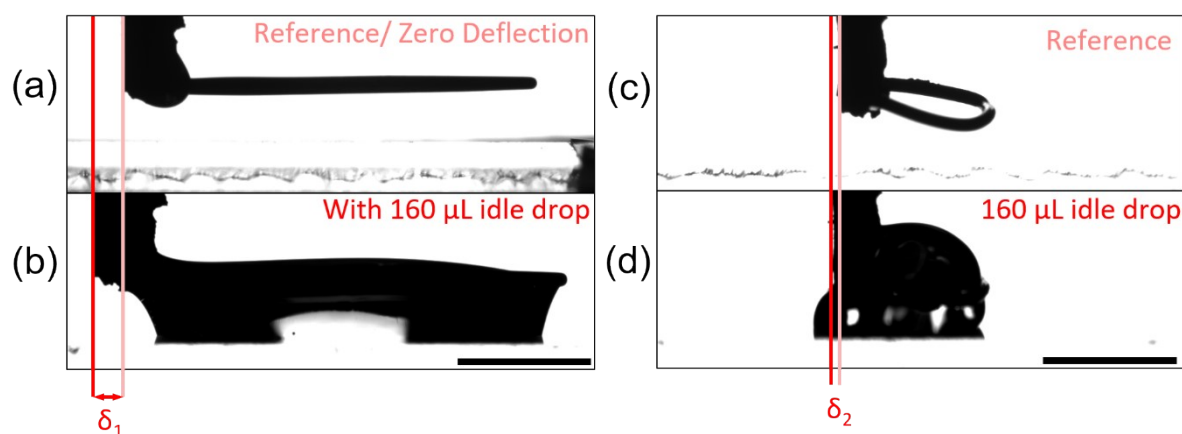 (a)
Reference/ Zero Deflection
(b)
With 160 μL idle drop
δ1
(c)
Reference
(d)
160 μL idle drop
δ2